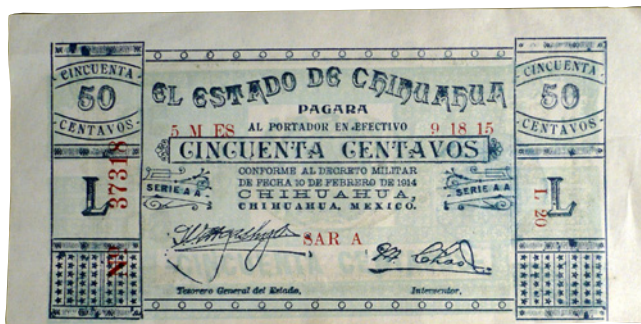 CINCUENTA
50
CENTAVOS
L
Nº 37318
EL ESTADO DE CHIHUAHUA
PAGARA
5 M ES AL PORTADOR EN EFECTIVO 9 18 15
CINCUENTA CENTAVOS
CONFORME AL DECRETO MILITAR
DE FECHA 10 DE FEBRERO DE 1914
SERIE A A CHIHUAHUA, SERIE A A
CHIHUAHUA, MEXICO.
SAR A
Tesorero General del Estado, Interventor,
CINCUENTA
50
CENTAVOS
L
L 20